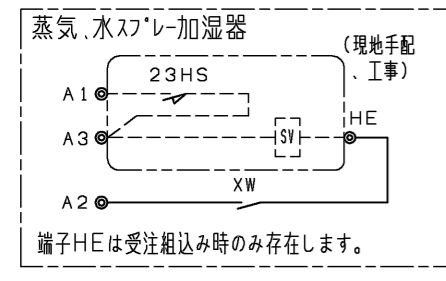 蒸気、水スプレー加湿器
(現地手配
、工事)
23HS
A1
HE
A3
SV
XW
A2
端子HEは受注組込み時のみ存在します。